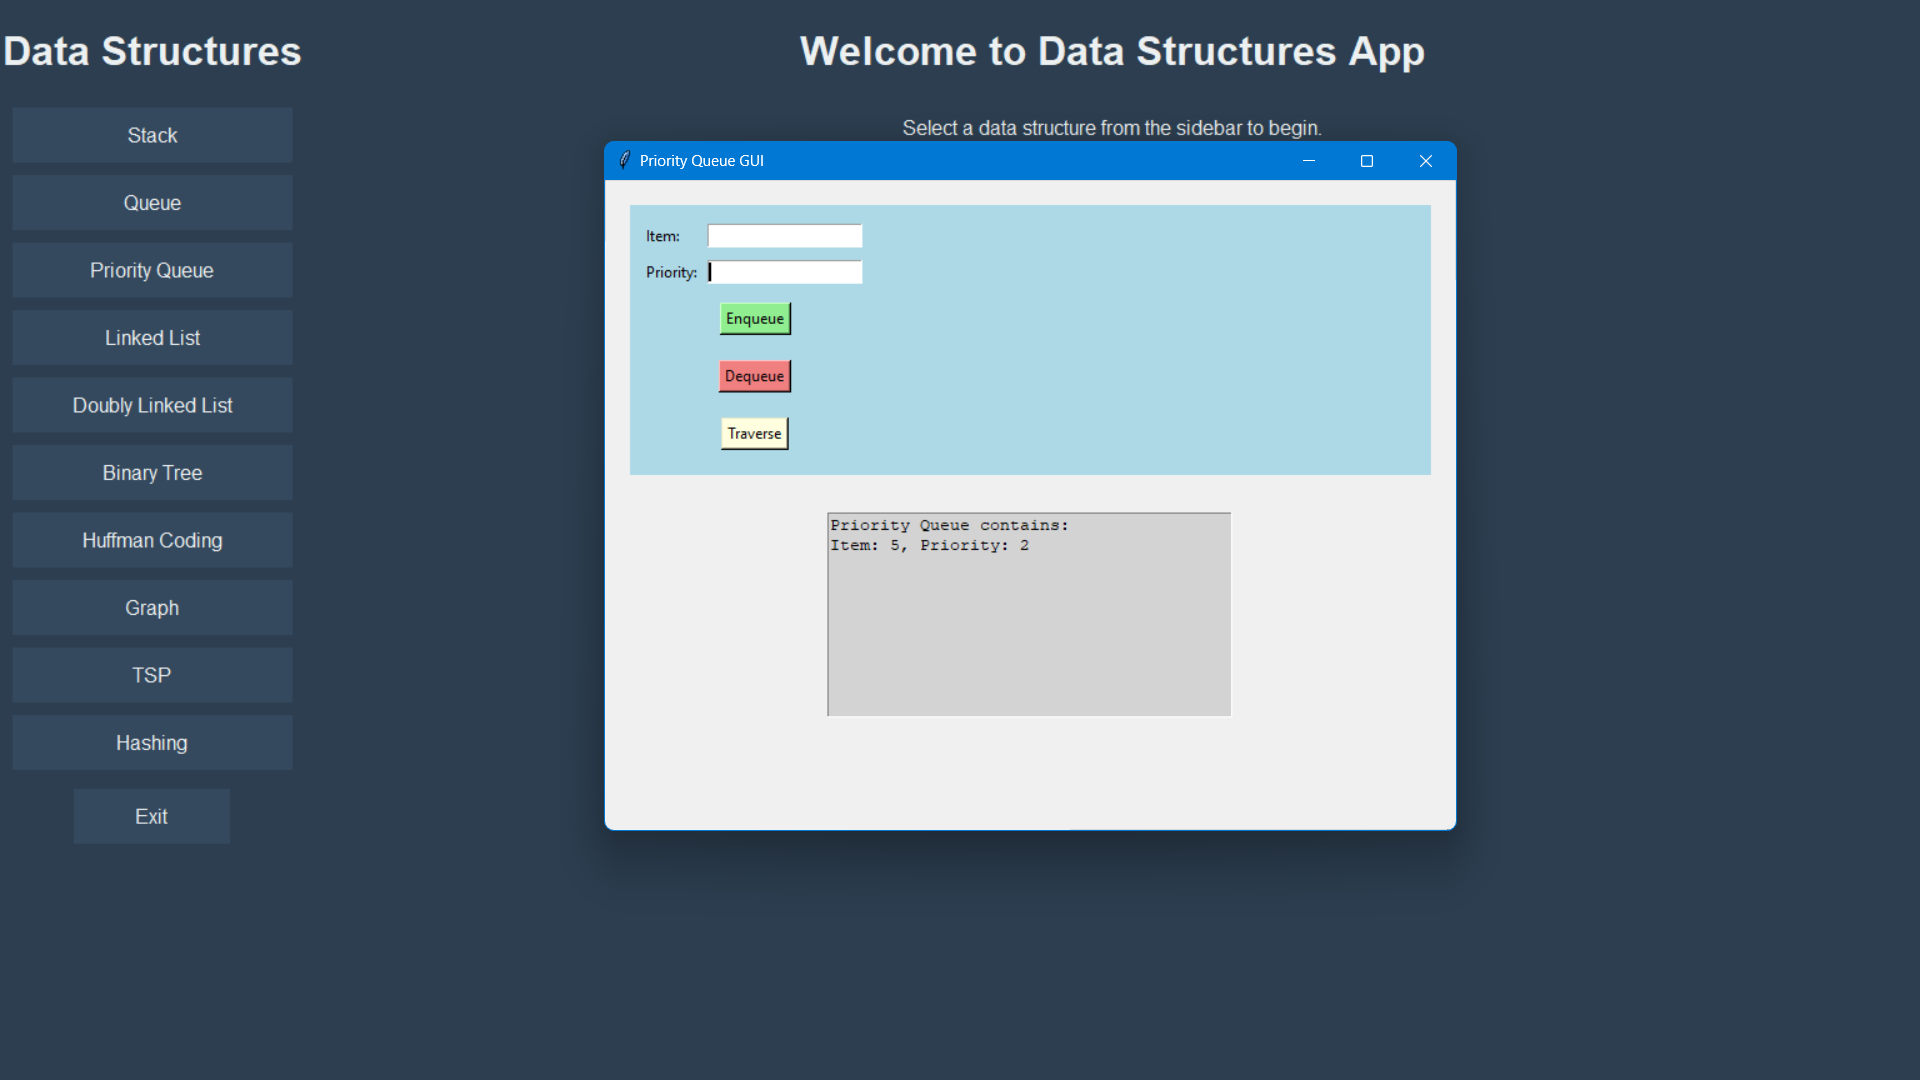 Data Structures
Stack
Queue
Priority Queue
Linked List
Doubly Linked List
Binary Tree
Huffman Coding
Graph
TSP
Hashing
Exit
Welcome to Data Structures App
Select a data structure from the sidebar to begin.
Priority Queue GUI
Item:
Priority:
Enqueue
Dequeue
Traverse
Priority Queue contains:
Item: 5, Priority: 2